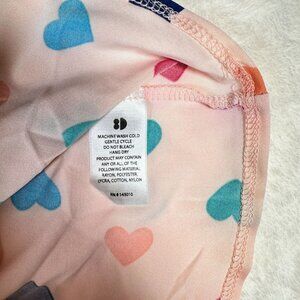 MACHINE WASH COLD
GENTLE CYCLE
DO NOT BLEACH
HANG DRY
PRODUCT MAY CONTAIN
ANY OR ALL OF THE
FOLLOWING MATERIAL
RAYON, POLYESTER
LYCRA, COTTON, NYLON